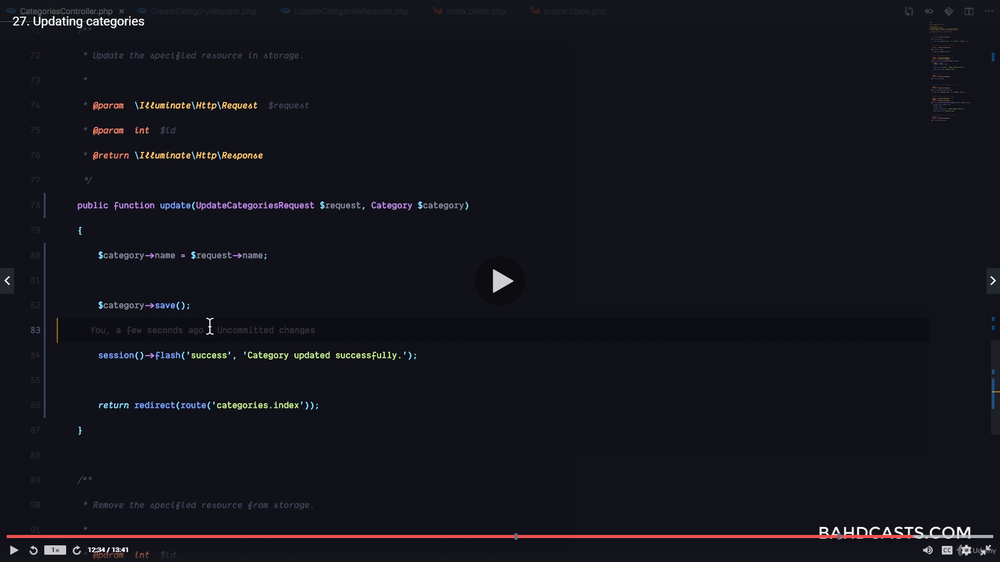 CategoriesController.php × CreateCategoryRequest.php UpdateCategoriesRequest.php index.blade.php create.blade.php
27. Updating categories
71 /**
72 * Update the specified resource in storage.
73 *
74 * @param \Illuminate\Http\Request $request
75 * @param int $id
76 * @return \Illuminate\Http\Response
77 */
78 public function update(UpdateCategoriesRequest $request, Category $category)
79 {
80 $category->name = $request->name;
81
82 $category->save();
83 You, a few seconds ago Uncommitted changes
84 session()->flash('success', 'Category updated successfully.');
85
86 return redirect(route('categories.index'));
87 }
88
89 /**
90 * Remove the specified resource from storage.
91 *
BAHDCASTS.COM
1× 12:34 / 13:41
* @param int $id
CC Udemy